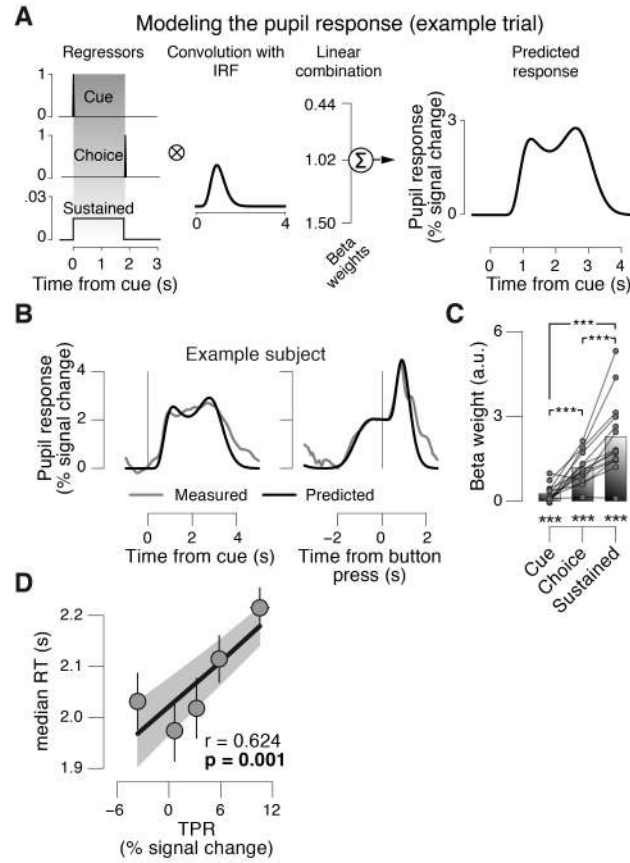 A
Modeling the pupil response (example trial)
Regressors
Convolution with
IRF
Linear
combination
Predicted
response
1
Cue
0
1
Choice
0
.03
Sustained
0
0 1 2 3
Time from cue (s)
⊗
0 4
0.44
1.02
1.50
Σ
Beta
weights
Pupil response
(% signal change)
3
0
0 1 2 3 4
Time from cue (s)
B
Example subject
Pupil response
(% signal change)
4
2
0
Measured
Predicted
0 2 4
Time from cue (s)
−2 0 2
Time from button
press (s)
C
Beta weight (a.u.)
6
3
0
***
***
***
*** *** ***
Cue
Choice
Sustained
D
median RT (s)
2.2
2.1
2.0
1.9
r = 0.624
p = 0.001
−6 0 6 12
TPR
(% signal change)